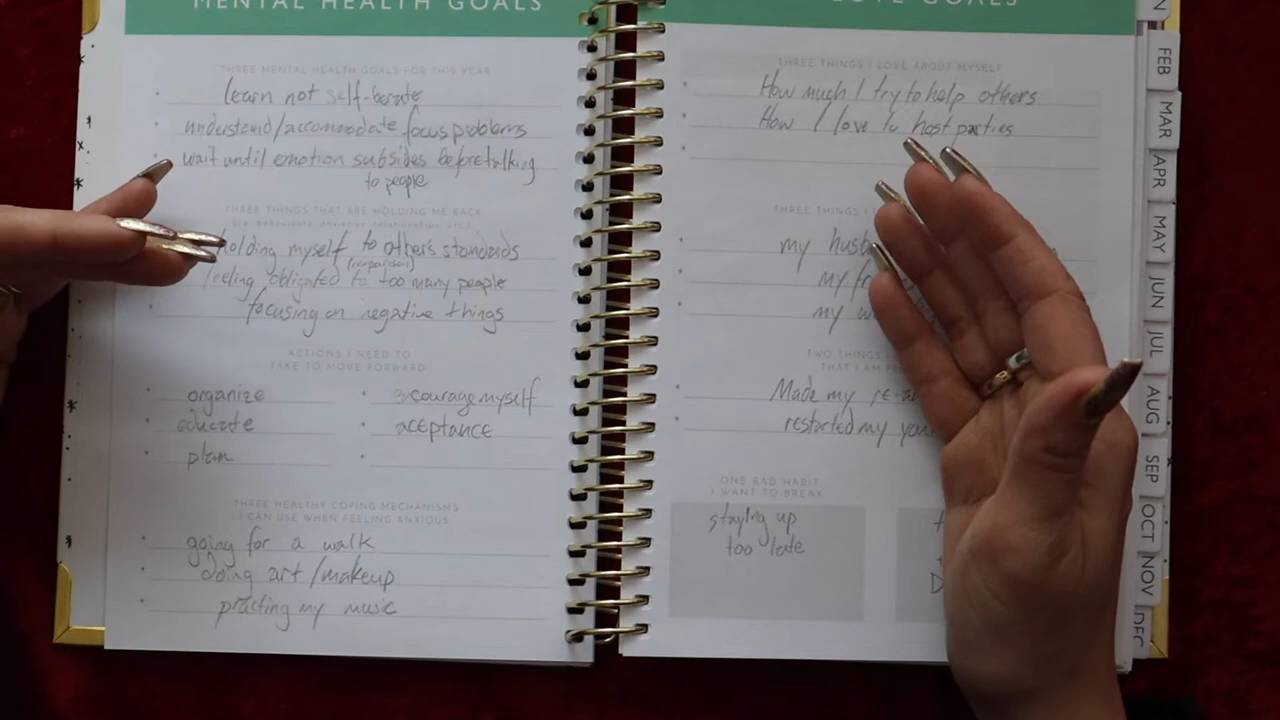 MENTAL HEALTH GOALS
THREE MENTAL HEALTH GOALS FOR THIS YEAR
learn not self-berate
understand/accommodate focus problems
wait until emotion subsides before talking
to people
THREE THINGS THAT ARE HOLDING ME BACK
holding myself to other's standards
(comparison)
feeling obligated to too many people
focusing on negative things
ACTIONS I NEED TO
TAKE TO MOVE FORWARD
organize
educate
plan
encourage myself
aceptance
THREE HEALTHY COPING MECHANISMS
I CAN USE WHEN FEELING ANXIOUS
going for a walk
doing art/makeup
practing my music
GOALS
THREE THINGS I LOVE ABOUT MYSELF
How much I try to help others
How I love to host parties
THREE THINGS I
my
my
my
TWO THINGS I
THAT I AM
Made my
restarted my
ONE BAD HABIT
I WANT TO BREAK
staying up
too late
FEB
MAR
APR
MAY
JUN
JUL
AUG
SEP
OCT
NOV
DEC